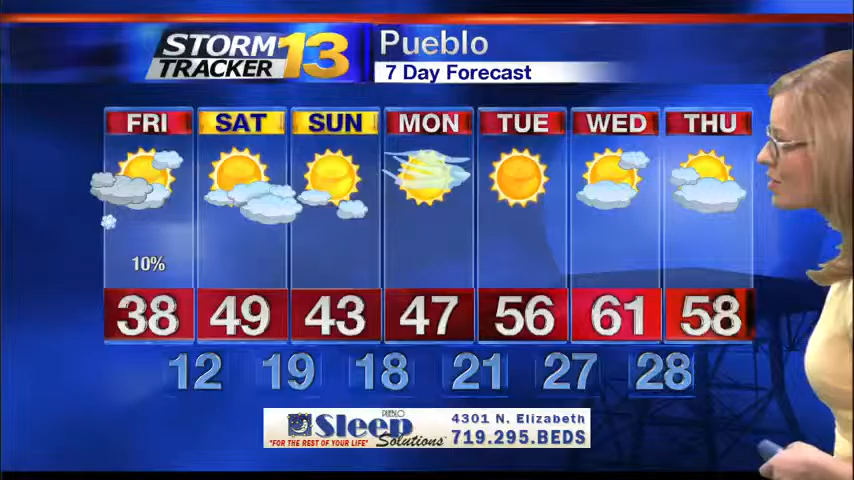 STORM
TRACKER 13
Pueblo
7 Day Forecast
FRI SAT SUN MON TUE WED THU
10%
38 49 43 47 56 61 58
12 19 18 21 27 28
PUEBLO
Sleep
Solutions
"FOR THE REST OF YOUR LIFE"
4301 N. Elizabeth
719.295.BEDS